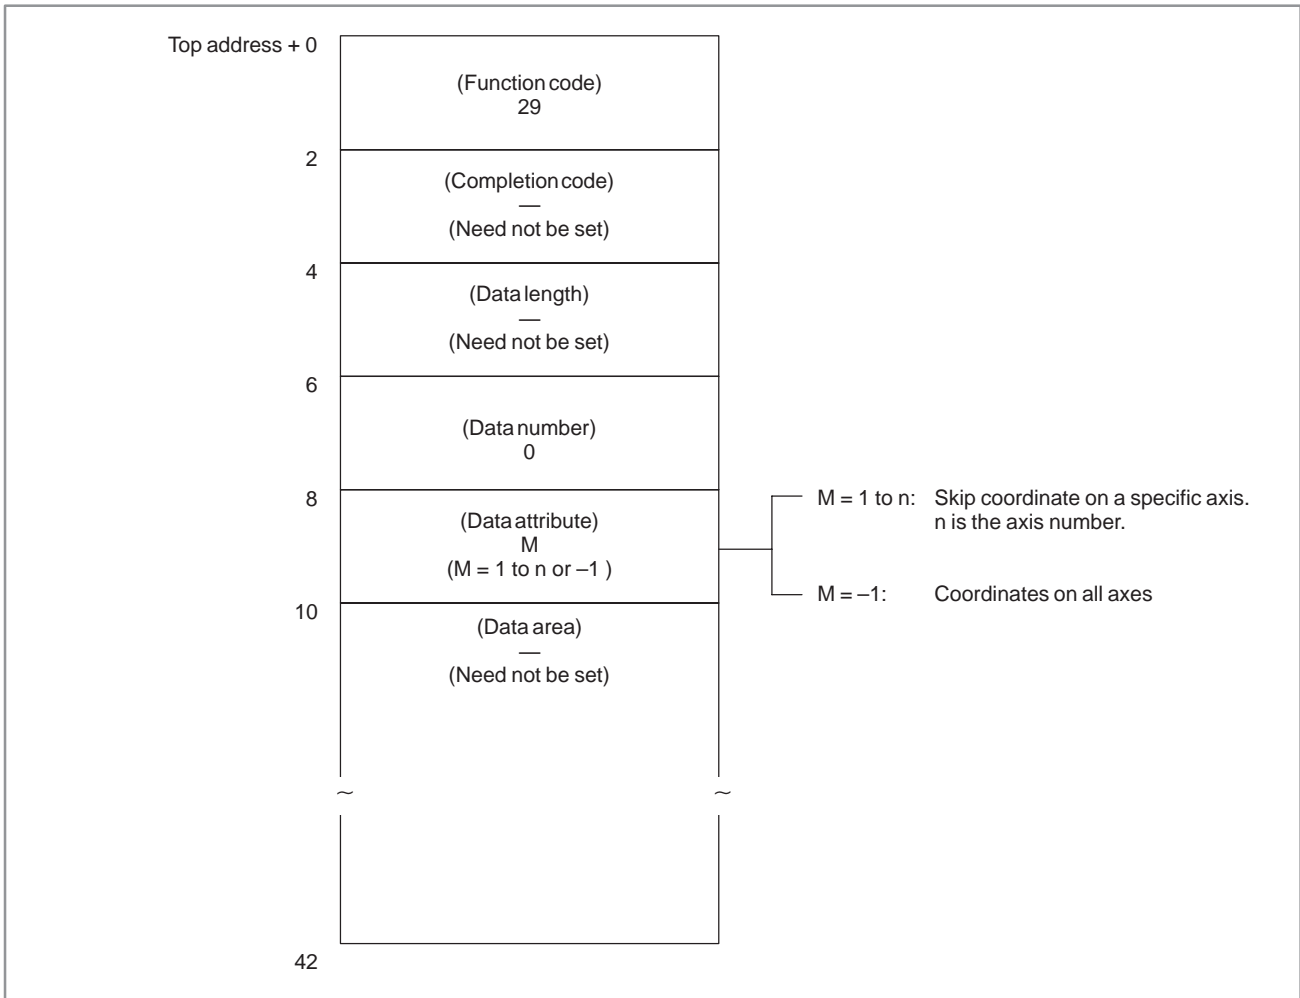 Top address + 0
(Function code)
29
2
(Completion code)
—
(Need not be set)
4
(Data length)
—
(Need not be set)
6
(Data number)
0
8
(Data attribute)
M
(M = 1 to n or –1 )
M = 1 to n: Skip coordinate on a specific axis.
n is the axis number.
M = –1: Coordinates on all axes
10
(Data area)
—
(Need not be set)
~ ~
42